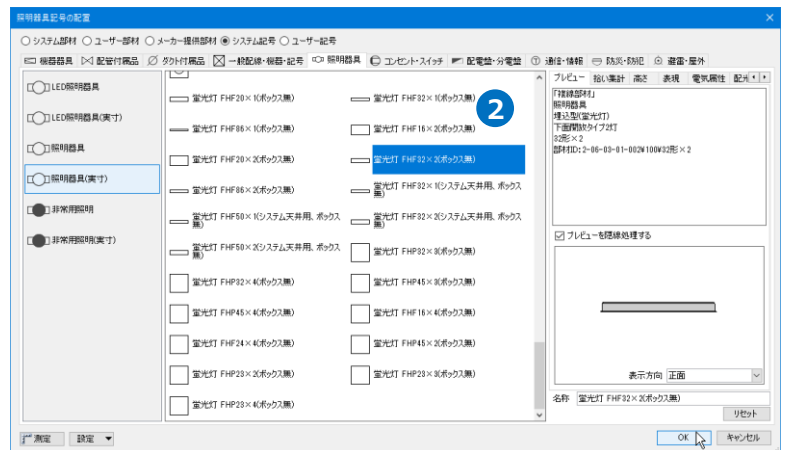 照明器具記号の配置
システム部材 ユーザー部材 メーカー提供部材 システム記号 ユーザー記号
機器器具 配管付属品 ダクト付属品 一般配線・機器・記号 照明器具 コンセント・スイッチ 配電盤・分電盤 通信・情報 防災・防犯 避雷・屋外
LED照明器具
LED照明器具(実寸)
照明器具
照明器具(実寸)
非常用照明
非常用照明(実寸)
蛍光灯 FHF20×1(ボックス無) 蛍光灯 FHF32×1(ボックス無)
2
蛍光灯 FHF86×1(ボックス無) 蛍光灯 FHF16×2(ボックス無)
蛍光灯 FHF20×2(ボックス無) 蛍光灯 FHF32×2(ボックス無)
蛍光灯 FHF86×2(ボックス無) 蛍光灯 FHF32×1(システム天井用、ボックス無)
蛍光灯 FHF50×1(システム天井用、ボックス無) 蛍光灯 FHF32×2(システム天井用、ボックス無)
蛍光灯 FHF50×2(システム天井用、ボックス無) 蛍光灯 FHP32×3(ボックス無)
蛍光灯 FHP32×4(ボックス無) 蛍光灯 FHP45×3(ボックス無)
蛍光灯 FHP45×4(ボックス無) 蛍光灯 FHF16×4(ボックス無)
蛍光灯 FHF24×4(ボックス無) 蛍光灯 FHP45×2(ボックス無)
蛍光灯 FHP23×2(ボックス無) 蛍光灯 FHP23×3(ボックス無)
蛍光灯 FHP23×4(ボックス無)
プレビュー 拾い集計 高さ 表現 電気属性 配光
「複線部材」
照明器具
埋込型(蛍光灯)
下面開放タイプ2灯
32形×2
部材ID:2-06-03-01-002¥100¥32形×2
プレビューを隠線処理する
表示方向 正面
名称 蛍光灯 FHF32×2(ボックス無)
リセット
測定 設定 OK キャンセル